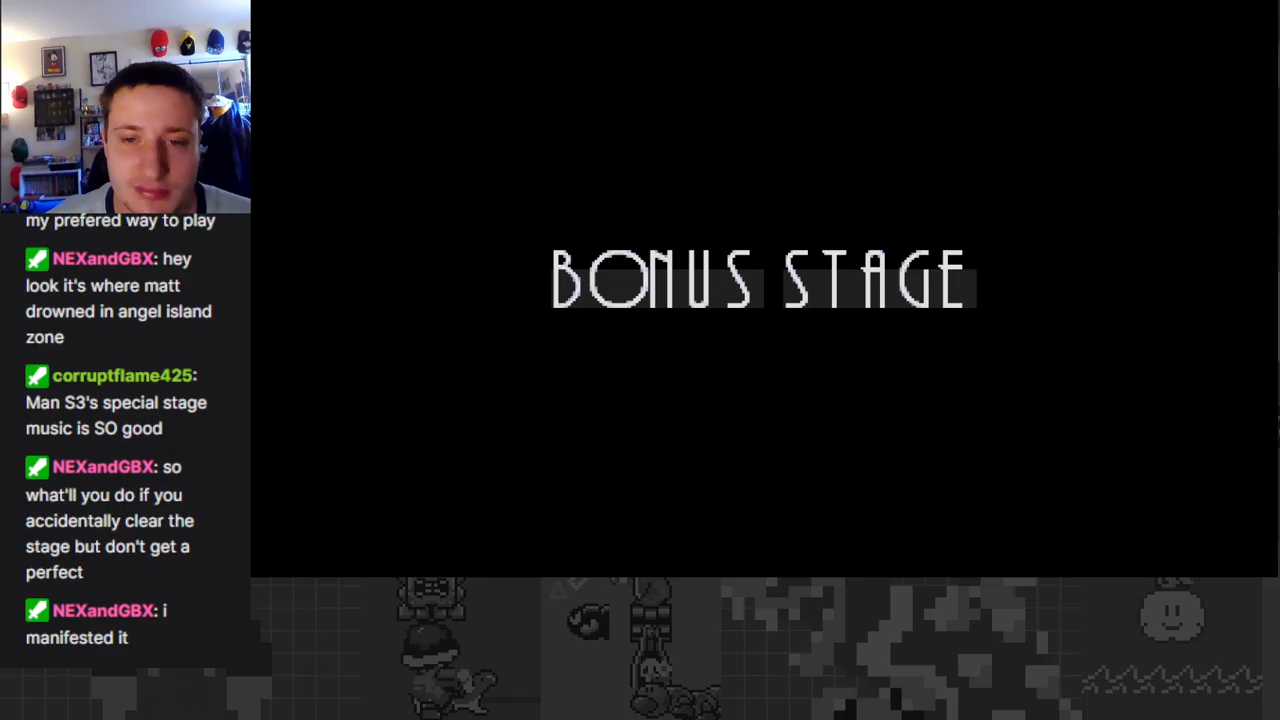 my prefered way to play
NEXandGBX: hey
look it's where matt
drowned in angel island
zone
corruptflame425:
Man S3's special stage
music is SO good
NEXandGBX: so
what'll you do if you
accidentally clear the
stage but don't get a
perfect
NEXandGBX: i
manifested it
BONUS STAGE